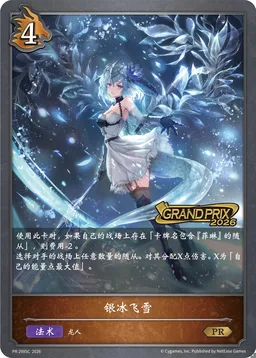 4
GRAND PRIX
2026
使用此卡时，如果自己的战场上存在「卡牌名包含『菲琳』的随
从」，则费用-2。
选择对手的战场上任意数量的随从。对其分配X点伤害。X为「自
己的能量点最大值」
银冰飞雪
法术 龙人
PR
© Cygames, Inc.